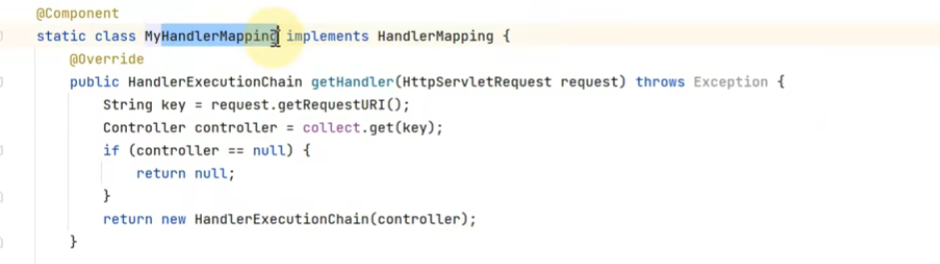 @Component
static class MyHandlerMapping implements HandlerMapping {
@Override
public HandlerExecutionChain getHandler(HttpServletRequest request) throws Exception {
String key = request.getRequestURI();
Controller controller = collect.get(key);
if (controller == null) {
return null;
}
return new HandlerExecutionChain(controller);
}